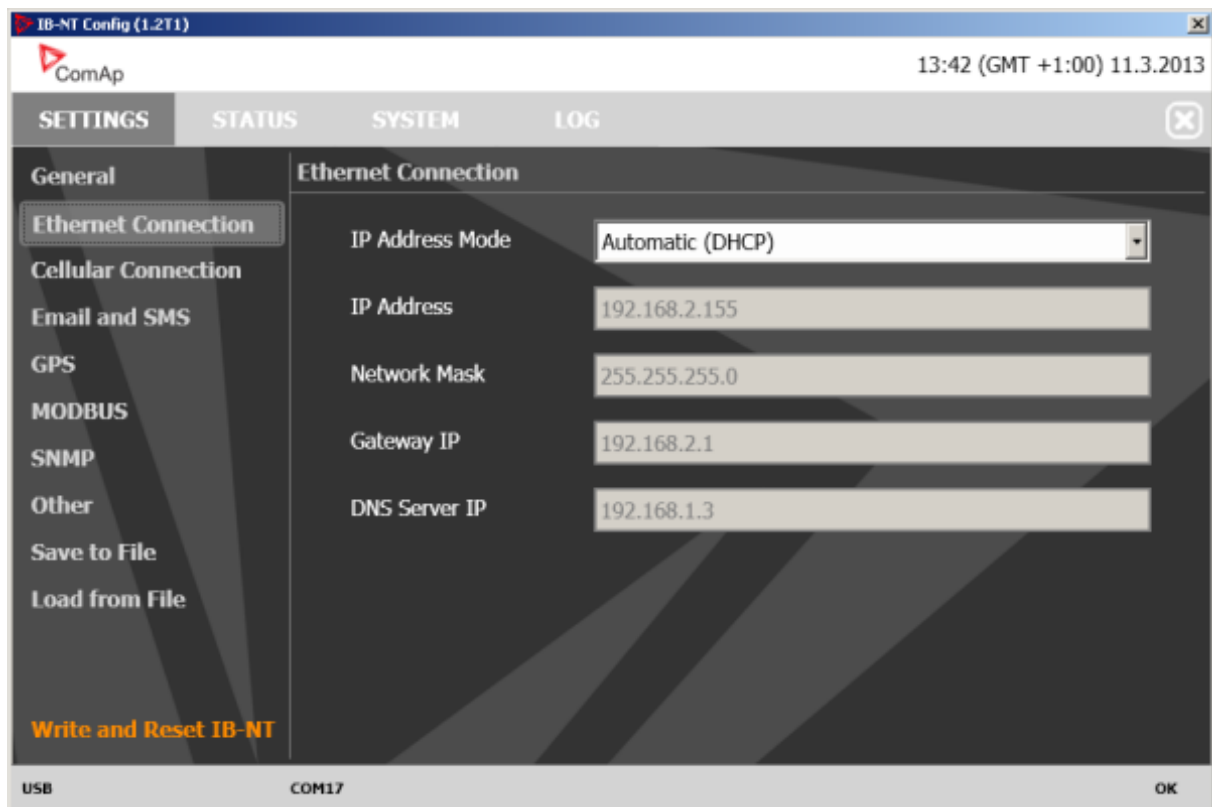 IB-NT Config (1.2T1)
ComAp
13:42 (GMT +1:00) 11.3.2013
SETTINGS STATUS SYSTEM LOG
General
Ethernet Connection
Cellular Connection
Email and SMS
GPS
MODBUS
SNMP
Other
Save to File
Load from File
Write and Reset IB-NT
Ethernet Connection
IP Address Mode Automatic (DHCP)
IP Address 192.168.2.155
Network Mask 255.255.255.0
Gateway IP 192.168.2.1
DNS Server IP 192.168.1.3
USB COM17 OK